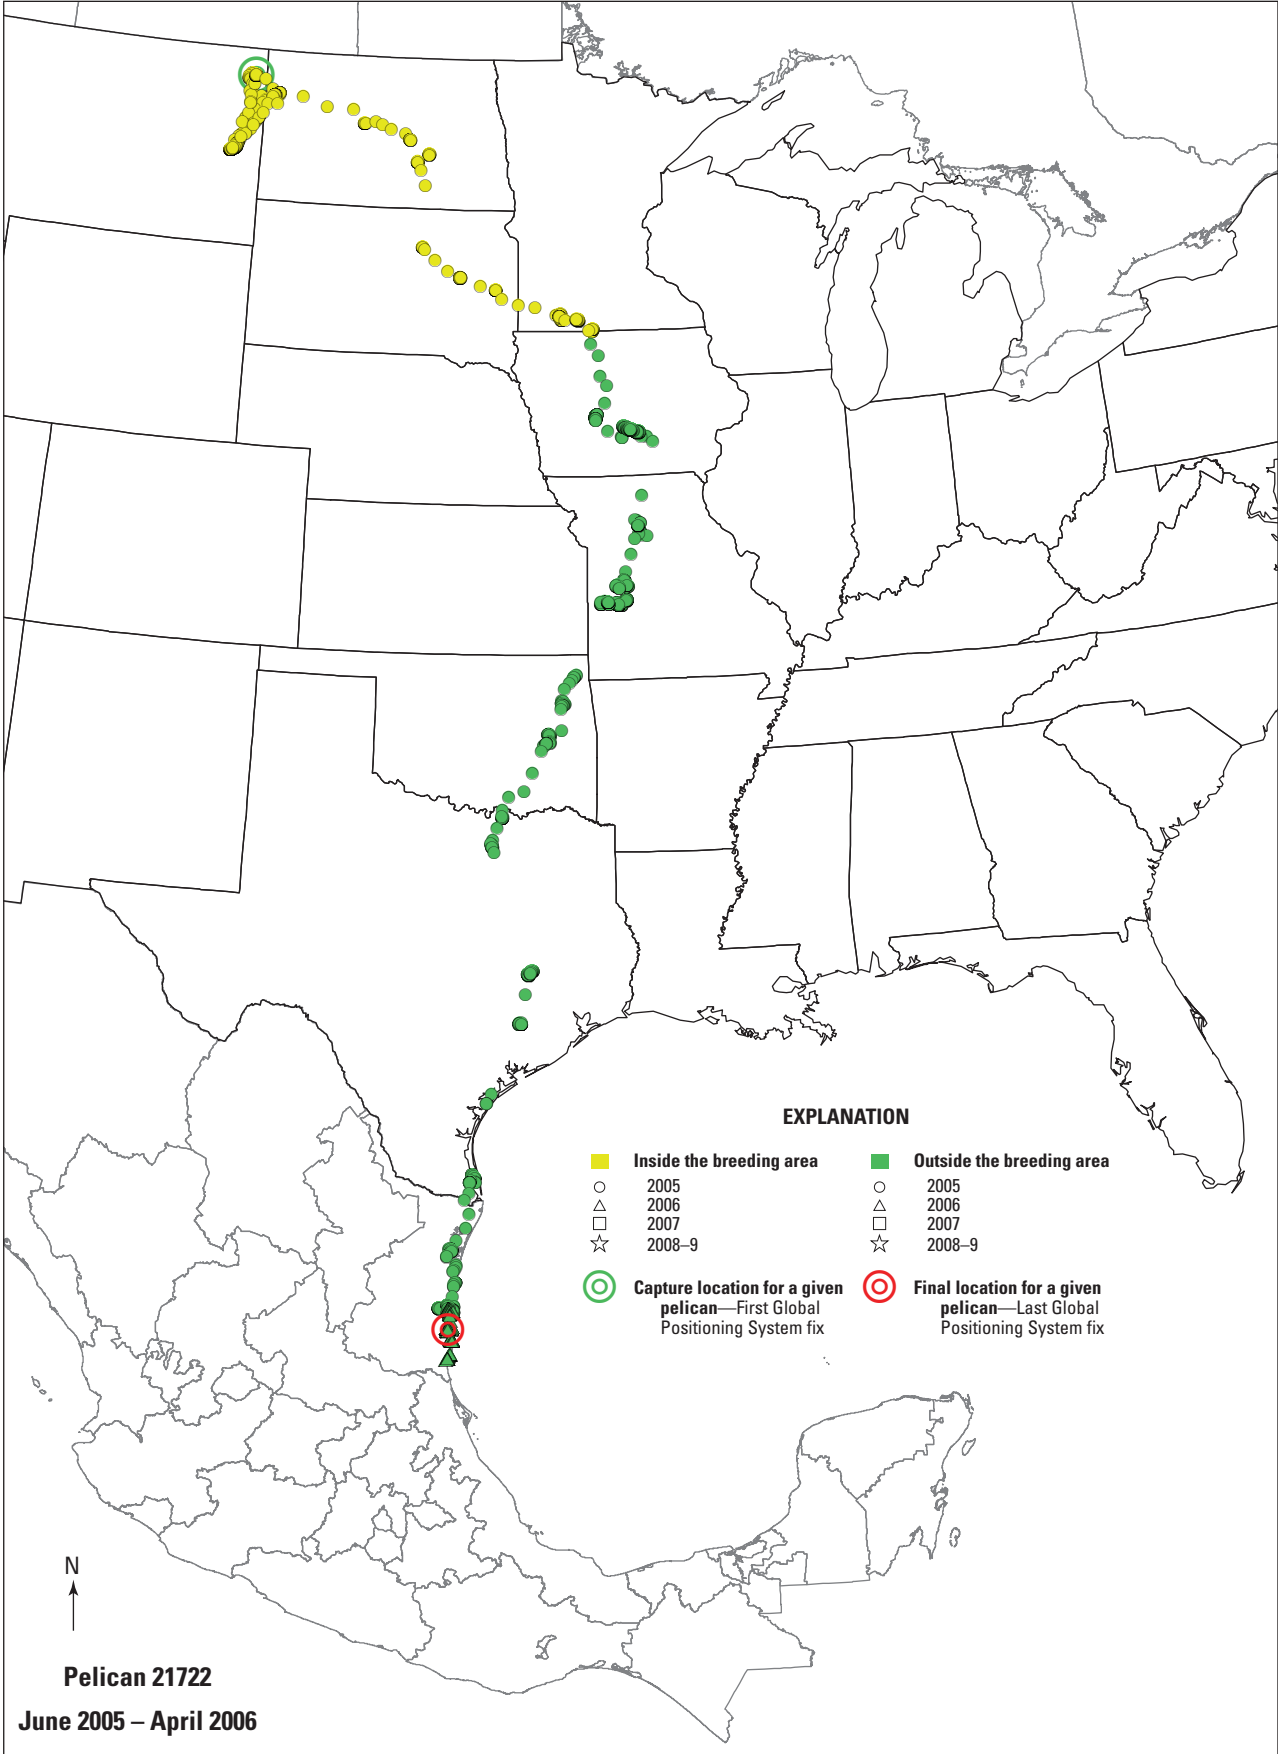 EXPLANATION
Inside the breeding area
2005
2006
2007
2008–9
Capture location for a given
pelican—First Global
Positioning System fix
Outside the breeding area
2005
2006
2007
2008–9
Final location for a given
pelican—Last Global
Positioning System fix
N
Pelican 21722
June 2005 – April 2006